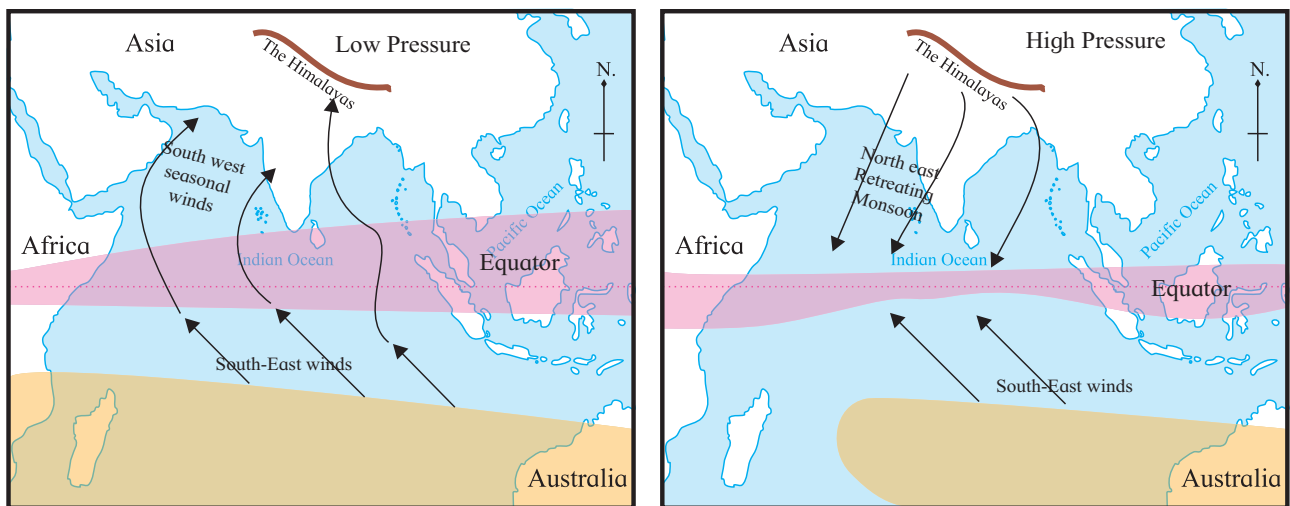 Asia
Low Pressure
The Himalayas
N.
South west
seasonal
winds
Pacific Ocean
Africa
Indian Ocean
Equator
South-East winds
Australia
Asia
High Pressure
The Himalayas
N.
North east
Retreating
Monsoon
Pacific Ocean
Africa
Indian Ocean
Equator
South-East winds
Australia